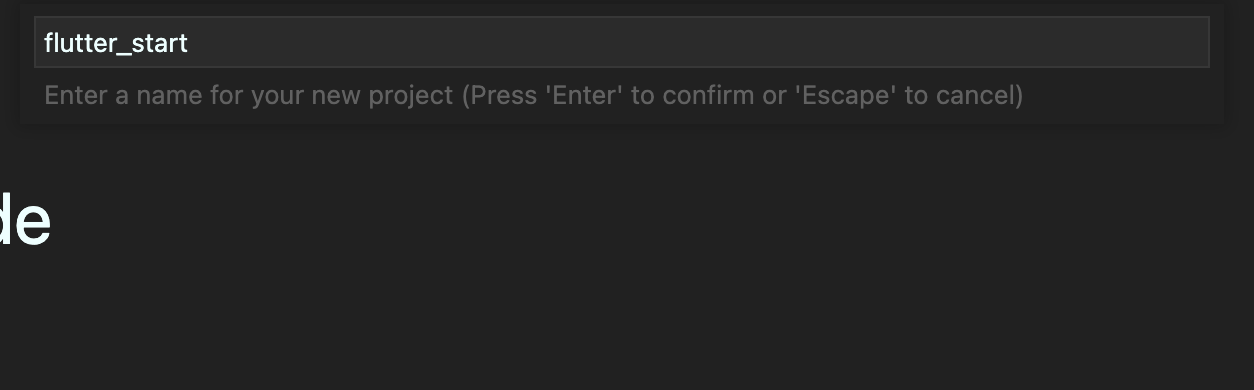 flutter_start
Enter a name for your new project (Press 'Enter' to confirm or 'Escape' to cancel)
de